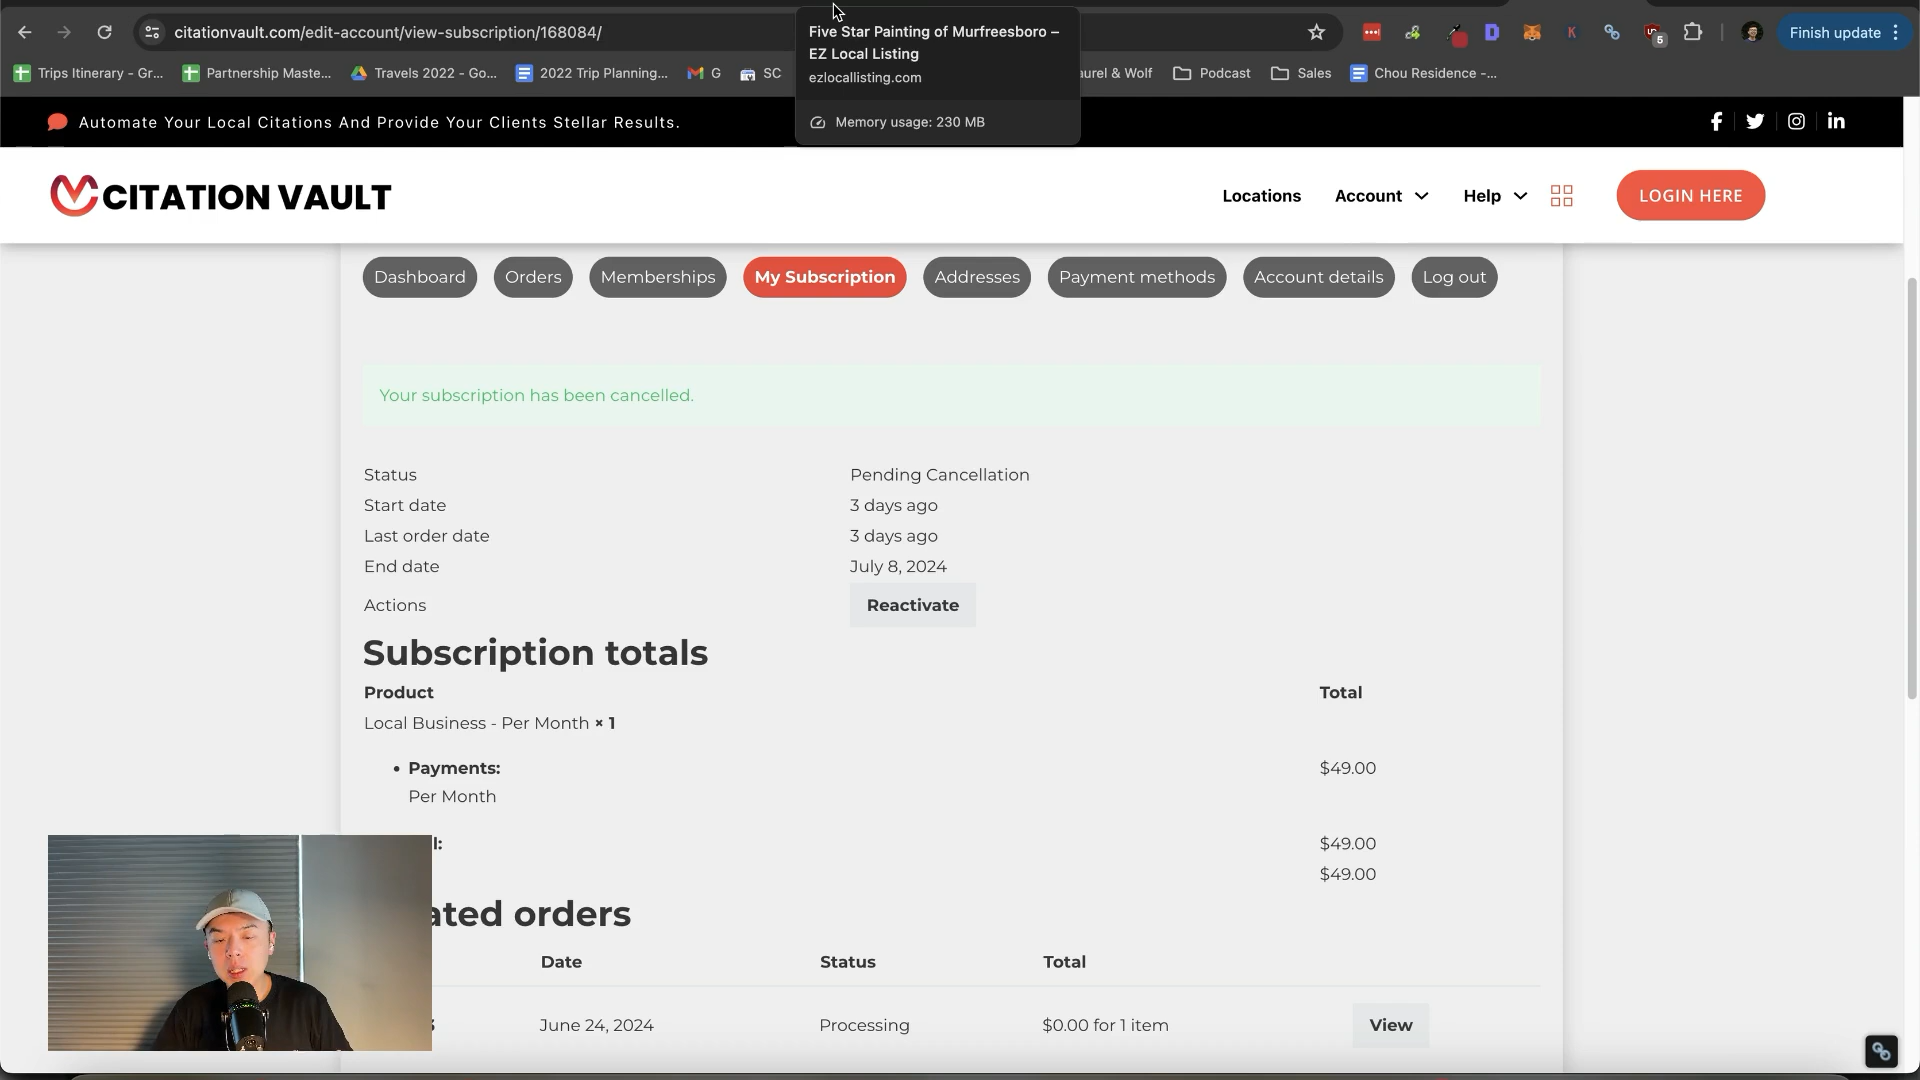 citationvault.com/edit-account/view-subscription/168084/
Five Star Painting of Murfreesboro –
EZ Local Listing
ezlocallisting.com
Memory usage: 230 MB
5
Finish update
Trips Itinerary - Gr...
Partnership Maste...
Travels 2022 - Go...
2022 Trip Planning...
G
SC
aurel & Wolf
Podcast
Sales
Chou Residence -...
Automate Your Local Citations And Provide Your Clients Stellar Results.
CITATION VAULT
Locations
Account
Help
LOGIN HERE
Dashboard
Orders
Memberships
My Subscription
Addresses
Payment methods
Account details
Log out
Your subscription has been cancelled.
Status Pending Cancellation
Start date 3 days ago
Last order date 3 days ago
End date July 8, 2024
Actions Reactivate
Subscription totals
Product Total
Local Business - Per Month × 1
• Payments: $49.00
Per Month
l: $49.00
$49.00
ated orders
Date Status Total
June 24, 2024 Processing $0.00 for 1 item View